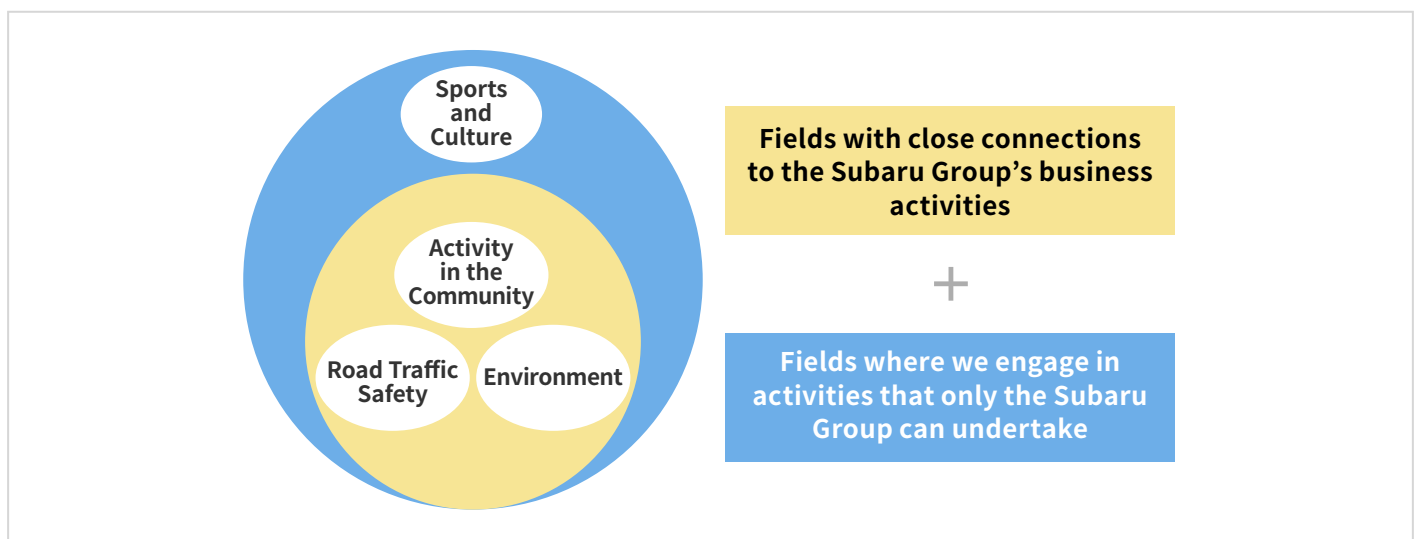 Sports
and
Culture
Activity
in the
Community
Road Traffic
Safety
Environment
Fields with close connections
to the Subaru Group’s business
activities
+
Fields where we engage in
activities that only the Subaru
Group can undertake